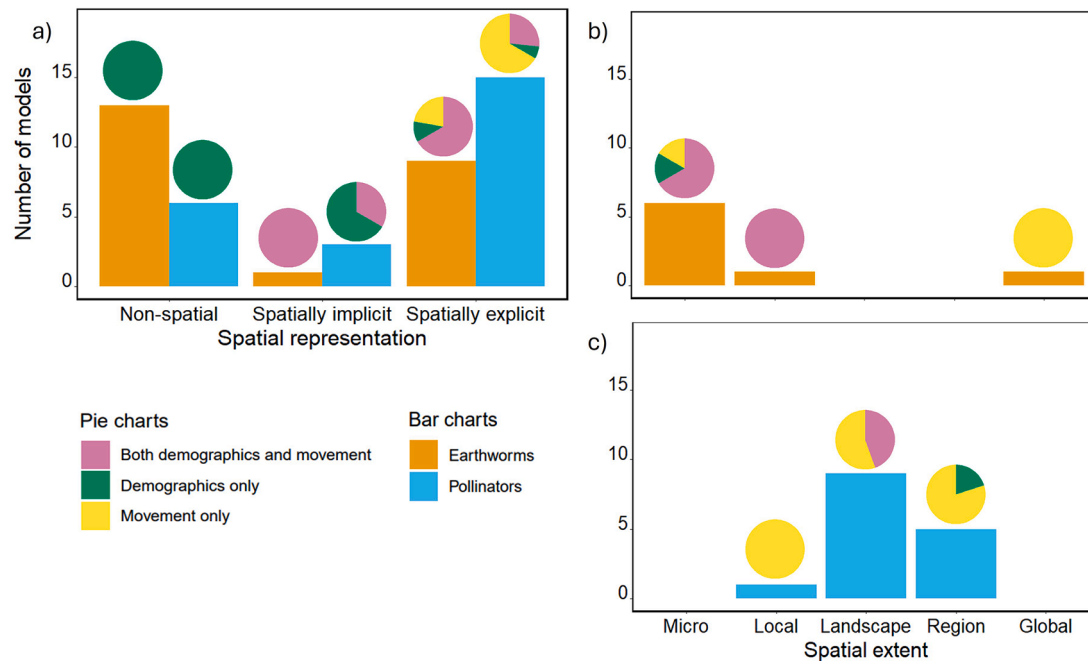 a)
Number of models
15
10
5
0
Non-spatial
Spatially implicit
Spatially explicit
Spatial representation
b)
15
10
5
0
c)
15
10
5
0
Micro
Local
Landscape
Region
Global
Spatial extent
Pie charts
Both demographics and movement
Demographics only
Movement only
Bar charts
Earthworms
Pollinators